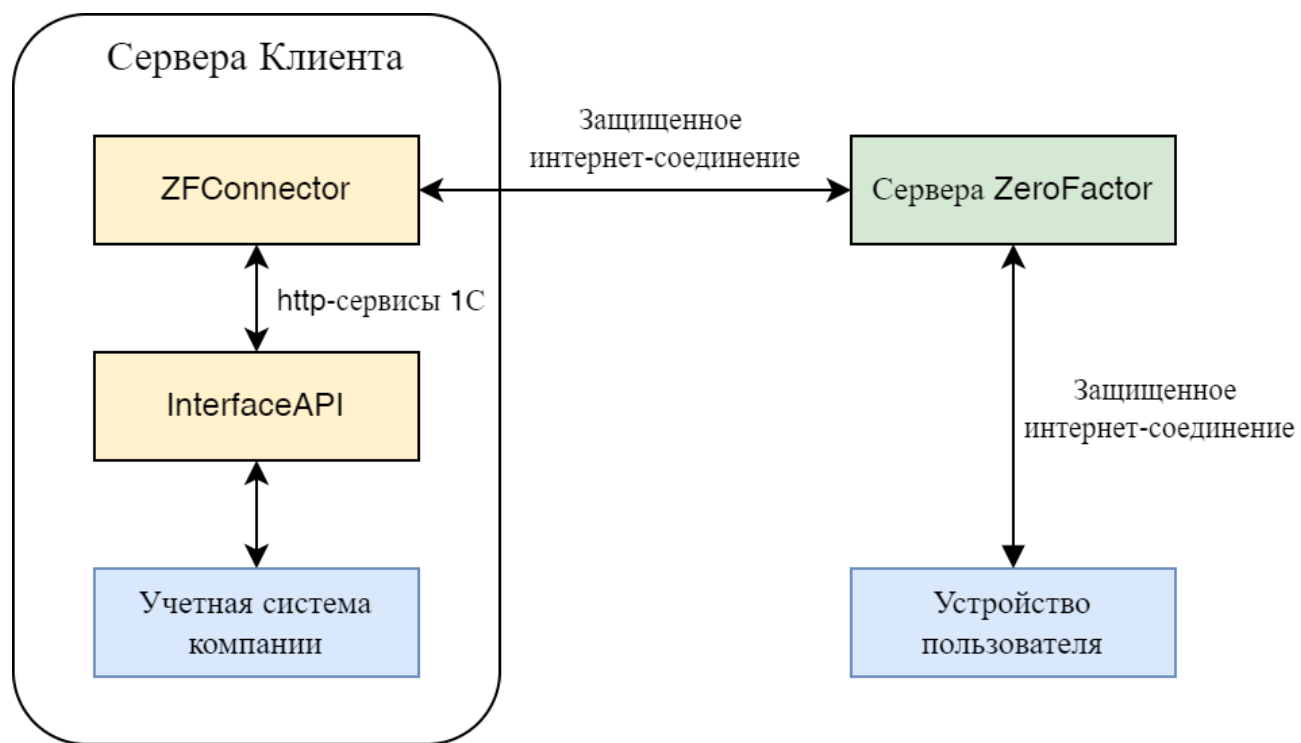 Сервера Клиента
Защищенное
интернет-соединение
ZFConnector
Сервера ZeroFactor
http-сервисы 1С
InterfaceAPI
Защищенное
интернет-соединение
Учетная система
компании
Устройство
пользователя